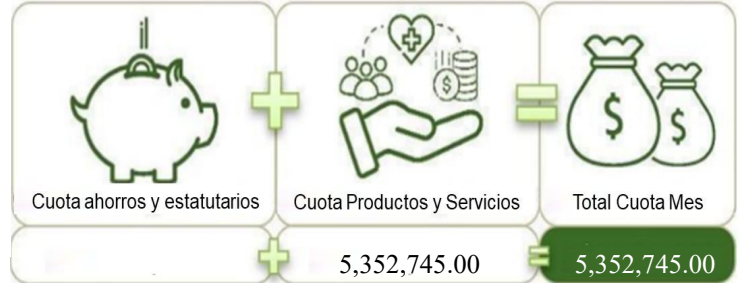 Cuota ahorros y estatutarios
Cuota Productos y Servicios
Total Cuota Mes
5,352,745.00
5,352,745.00